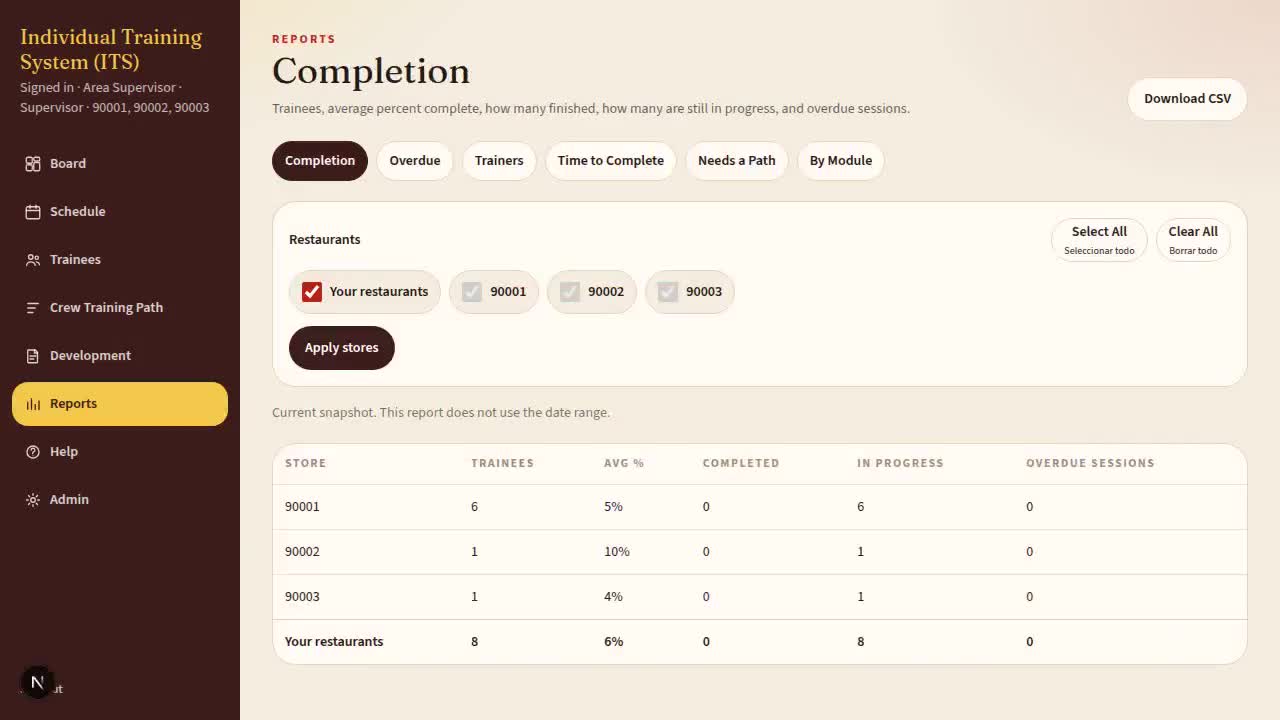 Individual Training
System (ITS)
Signed in · Area Supervisor ·
Supervisor · 90001, 90002, 90003
Board
Schedule
Trainees
Crew Training Path
Development
Reports
Help
Admin
N
REPORTS
Completion
Trainees, average percent complete, how many finished, how many are still in progress, and overdue sessions.
Download CSV
Completion
Overdue
Trainers
Time to Complete
Needs a Path
By Module
Restaurants
Select All
Seleccionar todo
Clear All
Borrar todo
Your restaurants
90001
90002
90003
Apply stores
Current snapshot. This report does not use the date range.
STORE TRAINEES AVG % COMPLETED IN PROGRESS OVERDUE SESSIONS
90001 6 5% 0 6 0
90002 1 10% 0 1 0
90003 1 4% 0 1 0
Your restaurants 8 6% 0 8 0